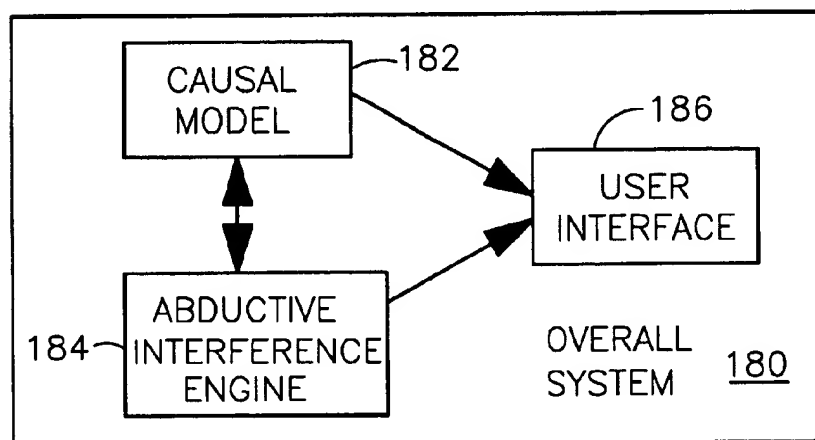 CAUSAL
MODEL
182
186
USER
INTERFACE
184
ABDUCTIVE
INTERFERENCE
ENGINE
OVERALL
SYSTEM
180